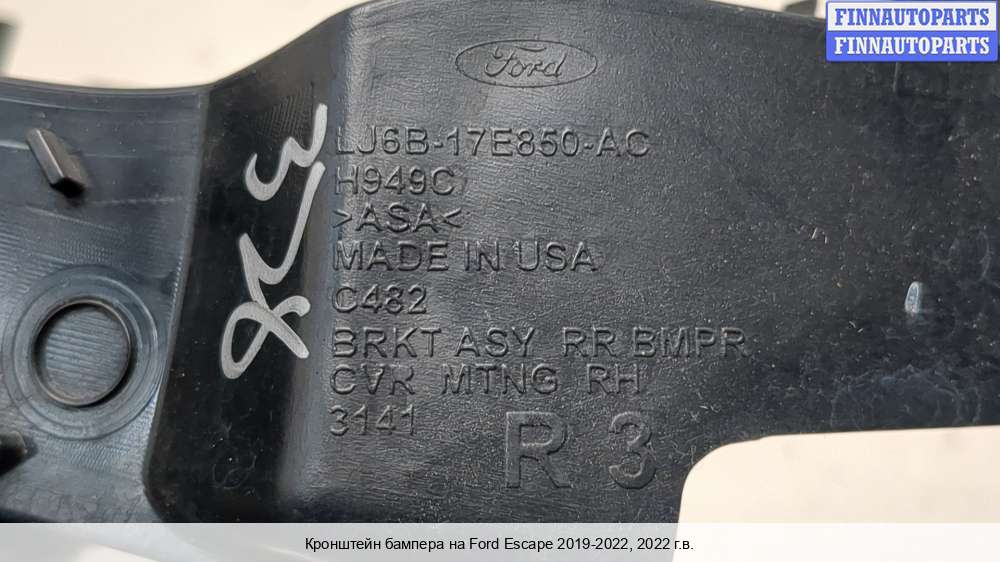 FINNAUTOPARTS
FINNAUTOPARTS
Ford
LJ6B-17E850-AC
H949C
>ASA<
MADE IN USA
C482
BRKT ASY RR BMPR
CVR MTNG RH
3141
R 3
Кронштейн бампера на Ford Escape 2019-2022, 2022 г.в.